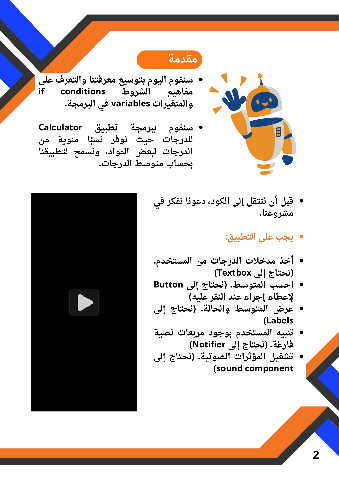 مقدمة
• سنقوم اليوم بتوسيع معرفتنا والتعرف على
مفاهيم الشروط if conditions
والمتغيرات variables في البرمجة.
• سنقوم ببرمجة تطبيق Calculator
للدرجات حيث نوفر نسبًا مئوية من
الدرجات لبعض المواد، ونسمح لتطبيقنا
بحساب متوسط الدرجات.
• قبل أن ننتقل إلى الكود، دعونا نفكر في
مشروعنا.
• يجب على التطبيق:
• أخذ مدخلات الدرجات من المستخدم.
(نحتاج إلى Textbox)
• احسب المتوسط. (نحتاج إلى Button
لإعطاء إجراء عند النقر عليه)
• عرض المتوسط والحالة. (نحتاج إلى
Labels)
• تنبيه المستخدم بوجود مربعات نصية
فارغة. (نحتاج إلى Notifier)
• تشغيل المؤثرات الصوتية. (نحتاج إلى
sound component)
2